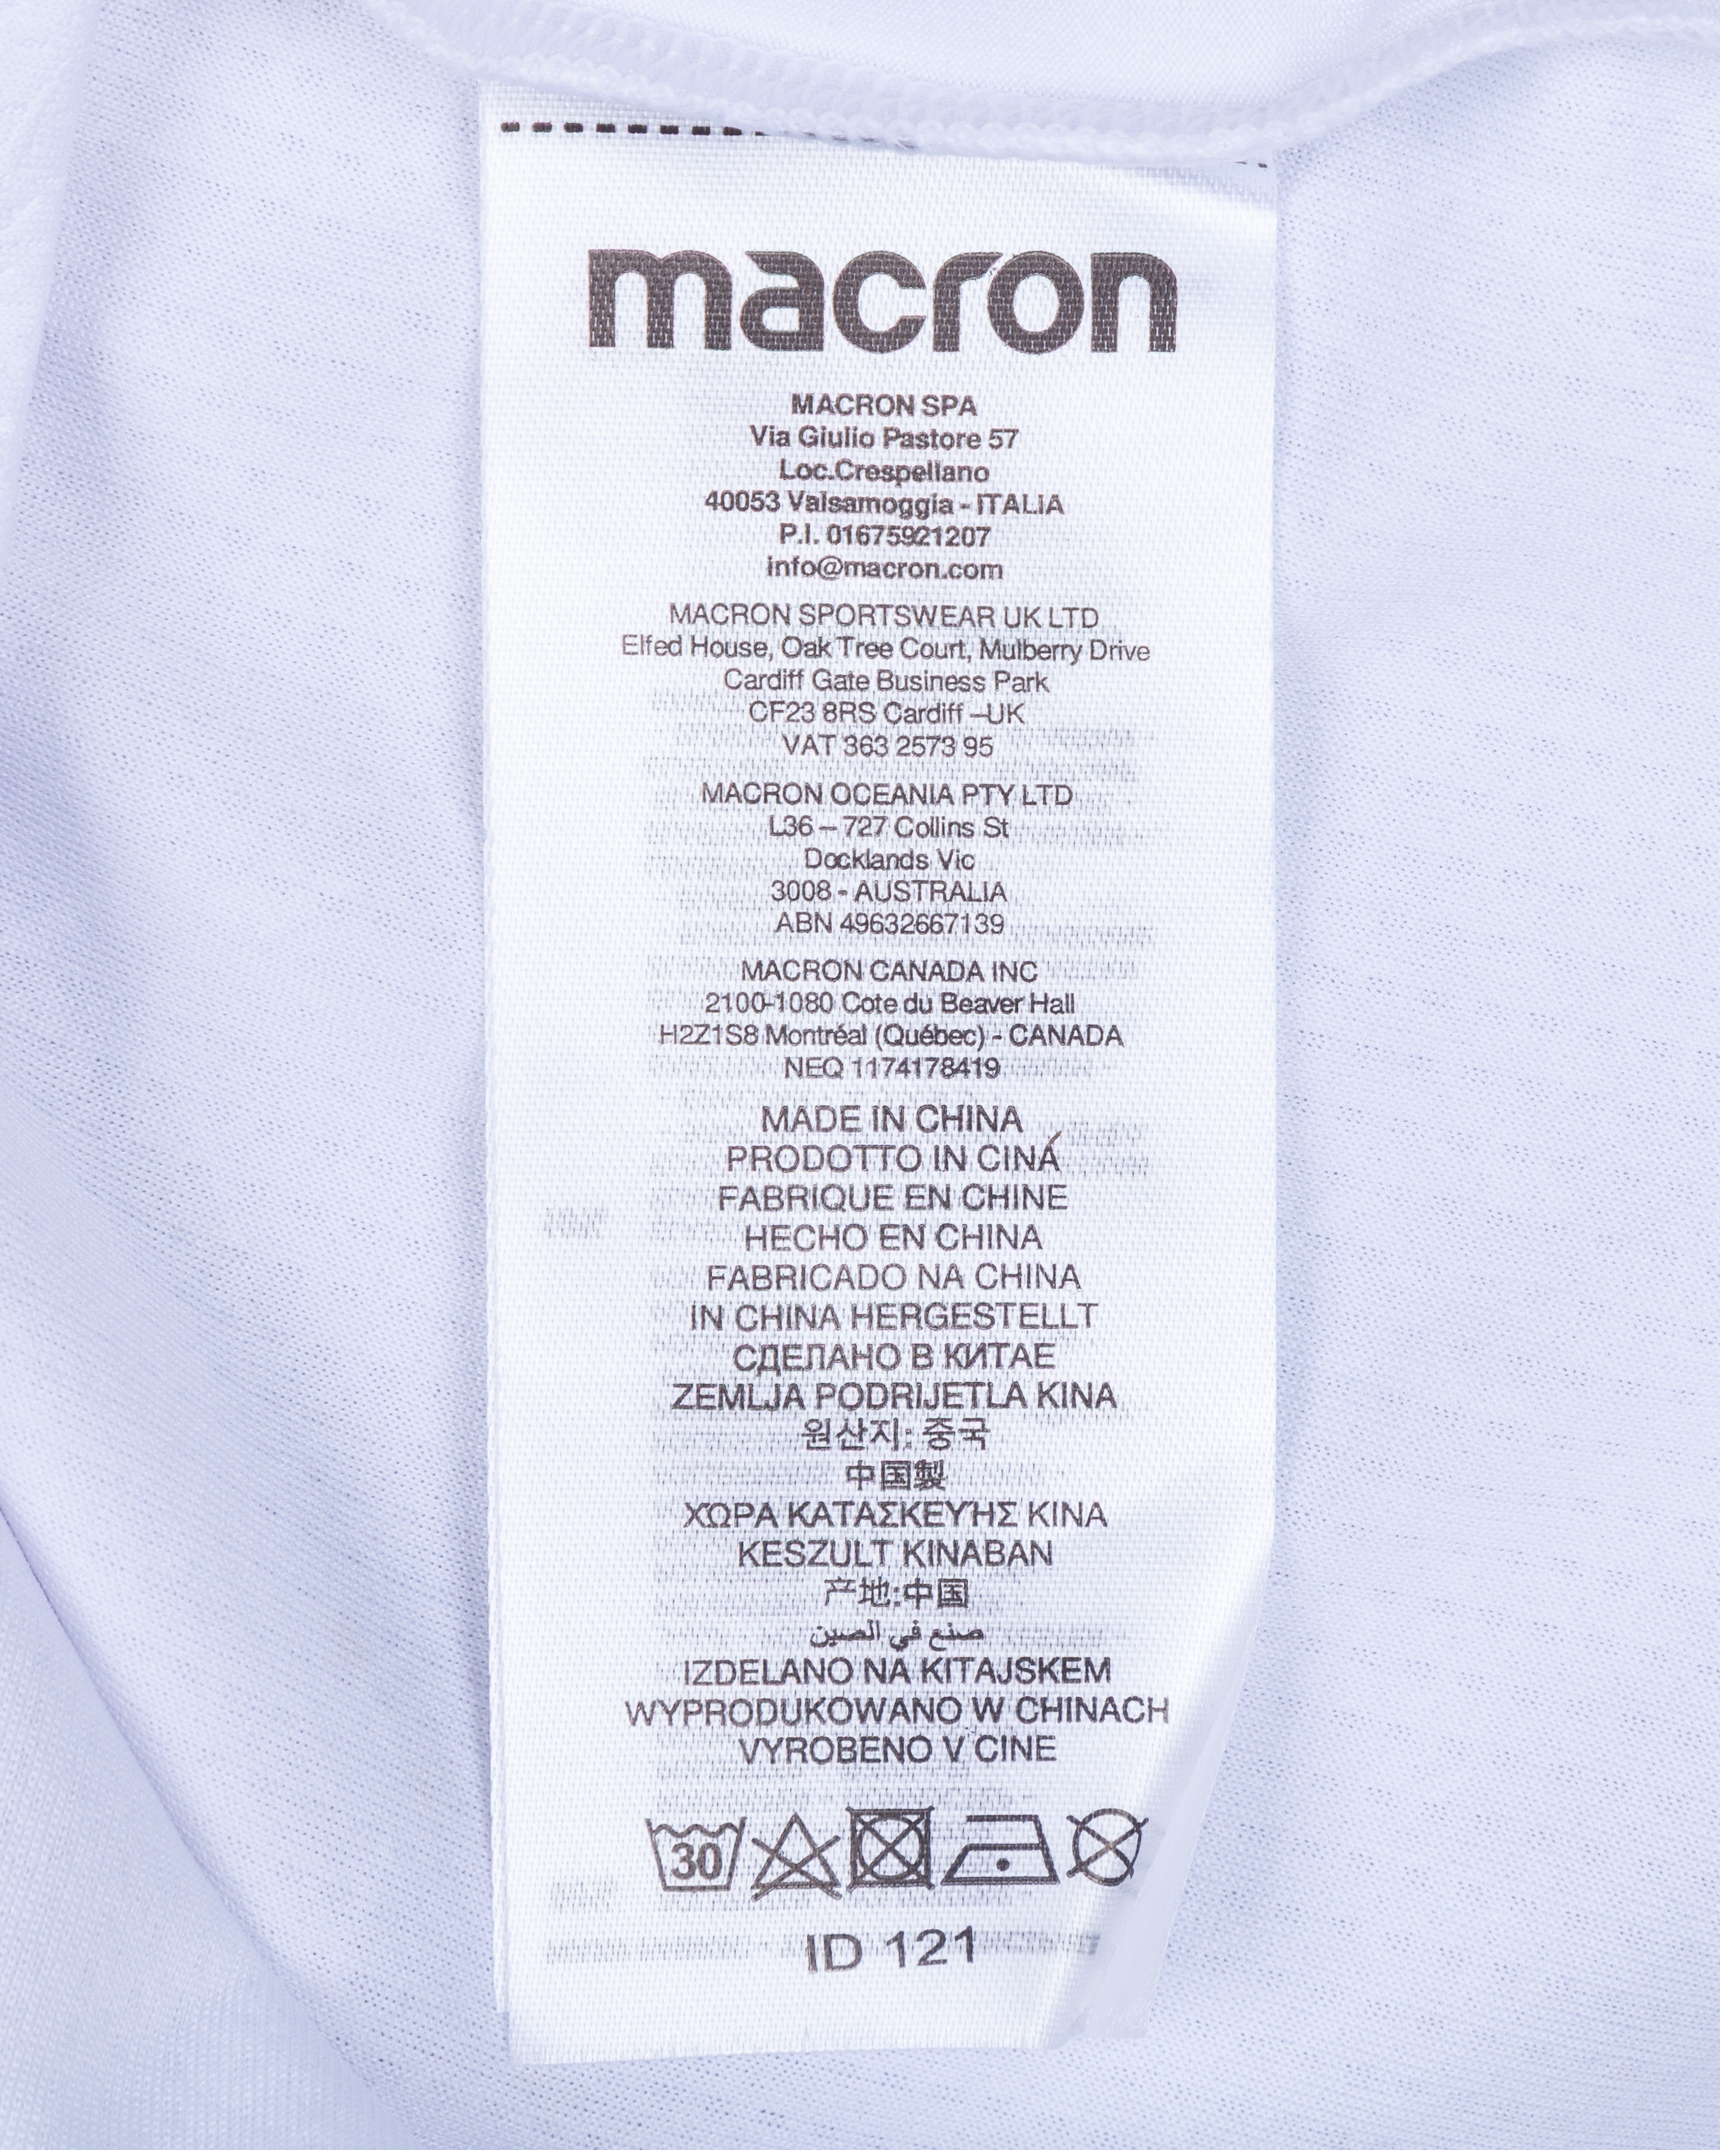 macron
MACRON SPA
Via Giulio Pastore 57
Loc.Crespellano
40053 Valsamoggia - ITALIA
P.I. 01675921207
info@macron.com
MACRON SPORTSWEAR UK LTD
Elfed House, Oak Tree Court, Mulberry Drive
Cardiff Gate Business Park
CF23 8RS Cardiff –UK
VAT 363 2573 95
MACRON OCEANIA PTY LTD
L36 – 727 Collins St
Docklands Vic
3008 - AUSTRALIA
ABN 49632667139
MACRON CANADA INC
2100-1080 Cote du Beaver Hall
H2Z1S8 Montréal (Québec) - CANADA
NEQ 1174178419
MADE IN CHINA
PRODOTTO IN CINA
FABRIQUE EN CHINE
HECHO EN CHINA
FABRICADO NA CHINA
IN CHINA HERGESTELLT
СДЕЛАНО В КИТАЕ
ZEMLJA PODRIJETLA KINA
원산지: 중국
中国製
ΧΩΡΑ ΚΑΤΑΣΚΕΥΗΣ ΚΙΝΑ
KESZULT KINABAN
产地:中国
صنع في الصين
IZDELANO NA KITAJSKEM
WYPRODUKOWANO W CHINACH
VYROBENO V CINE
30
ID 121